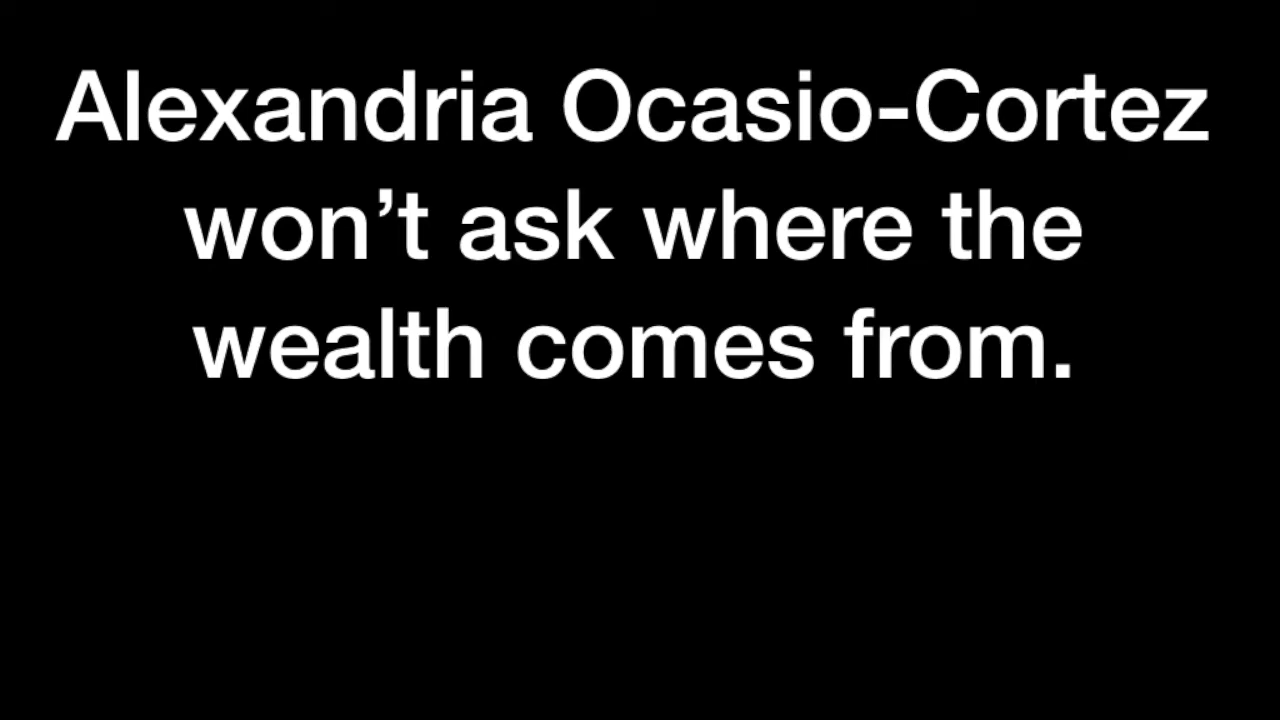 Alexandria Ocasio-Cortez
won’t ask where the
wealth comes from.